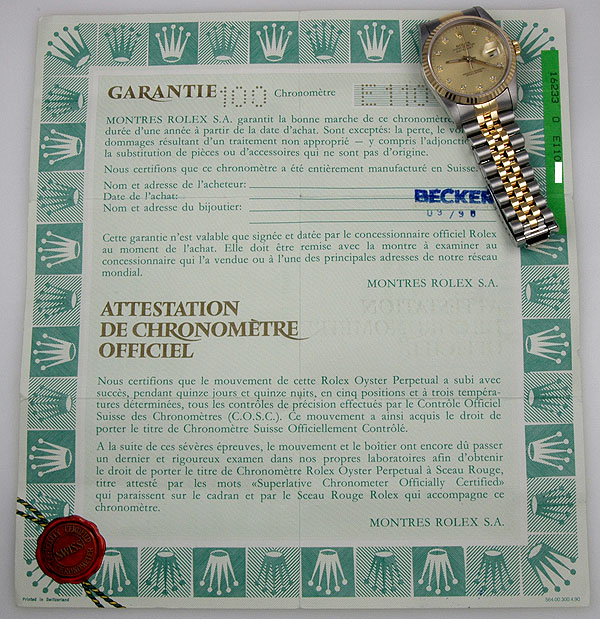 GARANTIE 100 Chronomètre E110
MONTRES ROLEX S.A. garantit la bonne marche de ce chronomètre
durée d'une année à partir de la date d'achat. Sont exceptés: la perte, le
dommages résultant d'un traitement non approprié – y compris l'adjonct
la substitution de pièces ou d'accessoires qui ne sont pas d'origine.
Nous certifions que ce chronomètre a été entièrement manufacturé en Suisse.
Nom et adresse de l'acheteur:
Date de l'achat:
Nom et adresse du bijoutier:
BECKER
09/90
Cette garantie n'est valable que signée et datée par le concessionnaire officiel Rolex
au moment de l'achat. Elle doit être remise avec la montre à examiner au
concessionnaire qui l'a vendue ou à l'une des principales adresses de notre réseau
mondial.
MONTRES ROLEX S.A.
ATTESTATION
DE CHRONOMÈTRE
OFFICIEL
Nous certifions que le mouvement de cette Rolex Oyster Perpetual a subi avec
succès, pendant quinze jours et quinze nuits, en cinq positions et à trois tempéra-
tures déterminées, tous les contrôles de précision effectués par le Contrôle Officiel
Suisse des Chronomètres (C.O.S.C.). Ce mouvement a ainsi acquis le droit de
porter le titre de Chronomètre Suisse Officiellement Contrôlé.
A la suite de ces sévères épreuves, le mouvement et le boîtier ont encore dû passer
un dernier et rigoureux examen dans nos propres laboratoires afin d'obtenir
le droit de porter le titre de Chronomètre Rolex Oyster Perpetual à Sceau Rouge,
titre attesté par les mots «Superlative Chronometer Officially Certified»
qui paraissent sur le cadran et par le Sceau Rouge Rolex qui accompagne ce
chronomètre.
MONTRES ROLEX S.A.
Printed in Switzerland
564.00.300.4.90
16233 O E110
ROLEX
SWISS